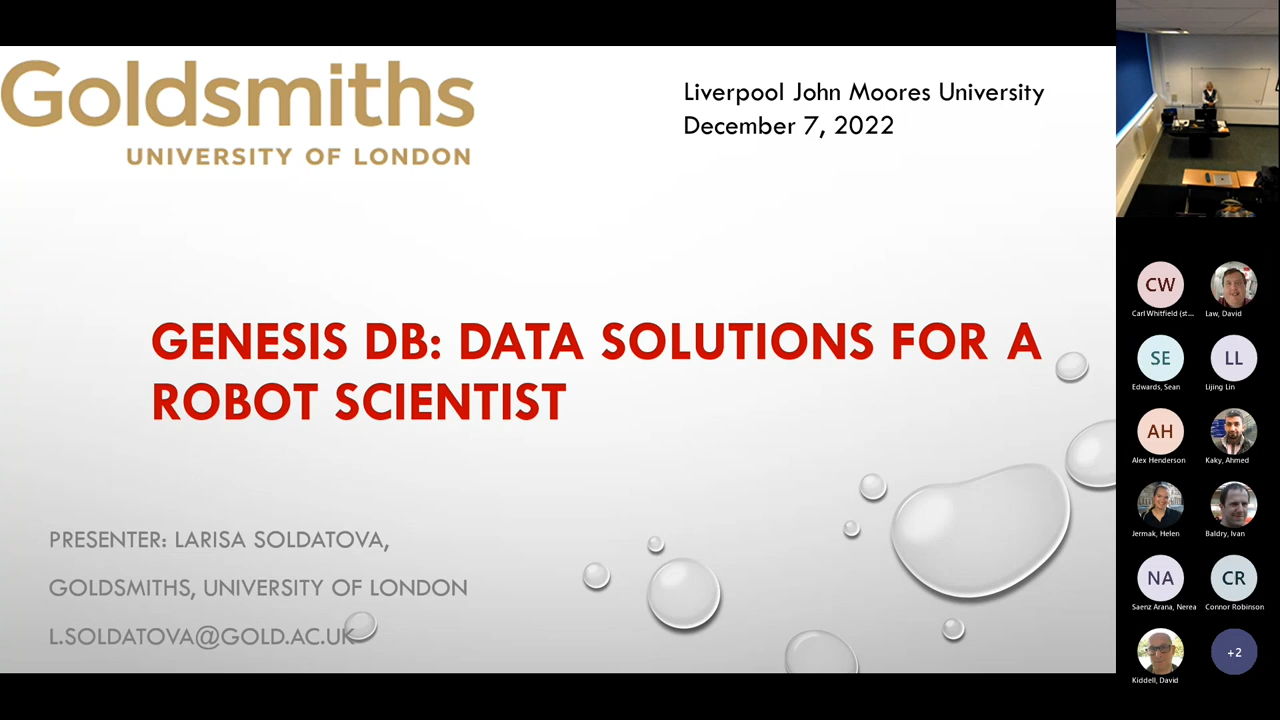 Goldsmiths
UNIVERSITY OF LONDON
Liverpool John Moores University
December 7, 2022
GENESIS DB: DATA SOLUTIONS FOR A
ROBOT SCIENTIST
PRESENTER: LARISA SOLDATOVA,
GOLDSMITHS, UNIVERSITY OF LONDON
L.SOLDATOVA@GOLD.AC.UK
CW
Carl Whitfield (st...
Law, David
SE
Edwards, Sean
LL
Lijing Lin
AH
Alex Henderson
Kaky, Ahmed
Jermak, Helen
Baldry, Ivan
NA
Saenz Arana, Nerea
CR
Connor Robinson
Kiddell, David
+2